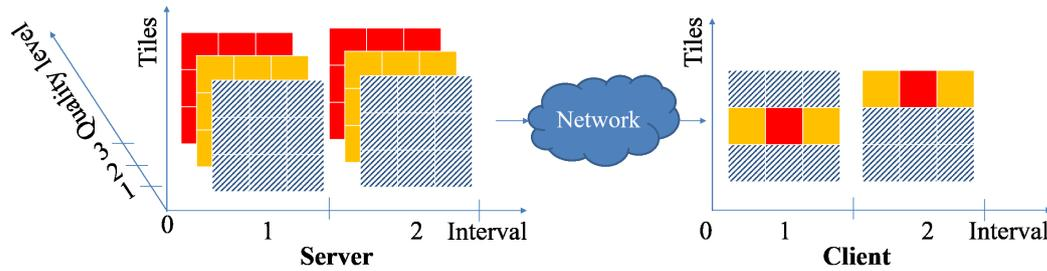 Quality level
1 2 3
Tiles
0 1 2 Interval
Server
Network
Tiles
0 1 2 Interval
Client